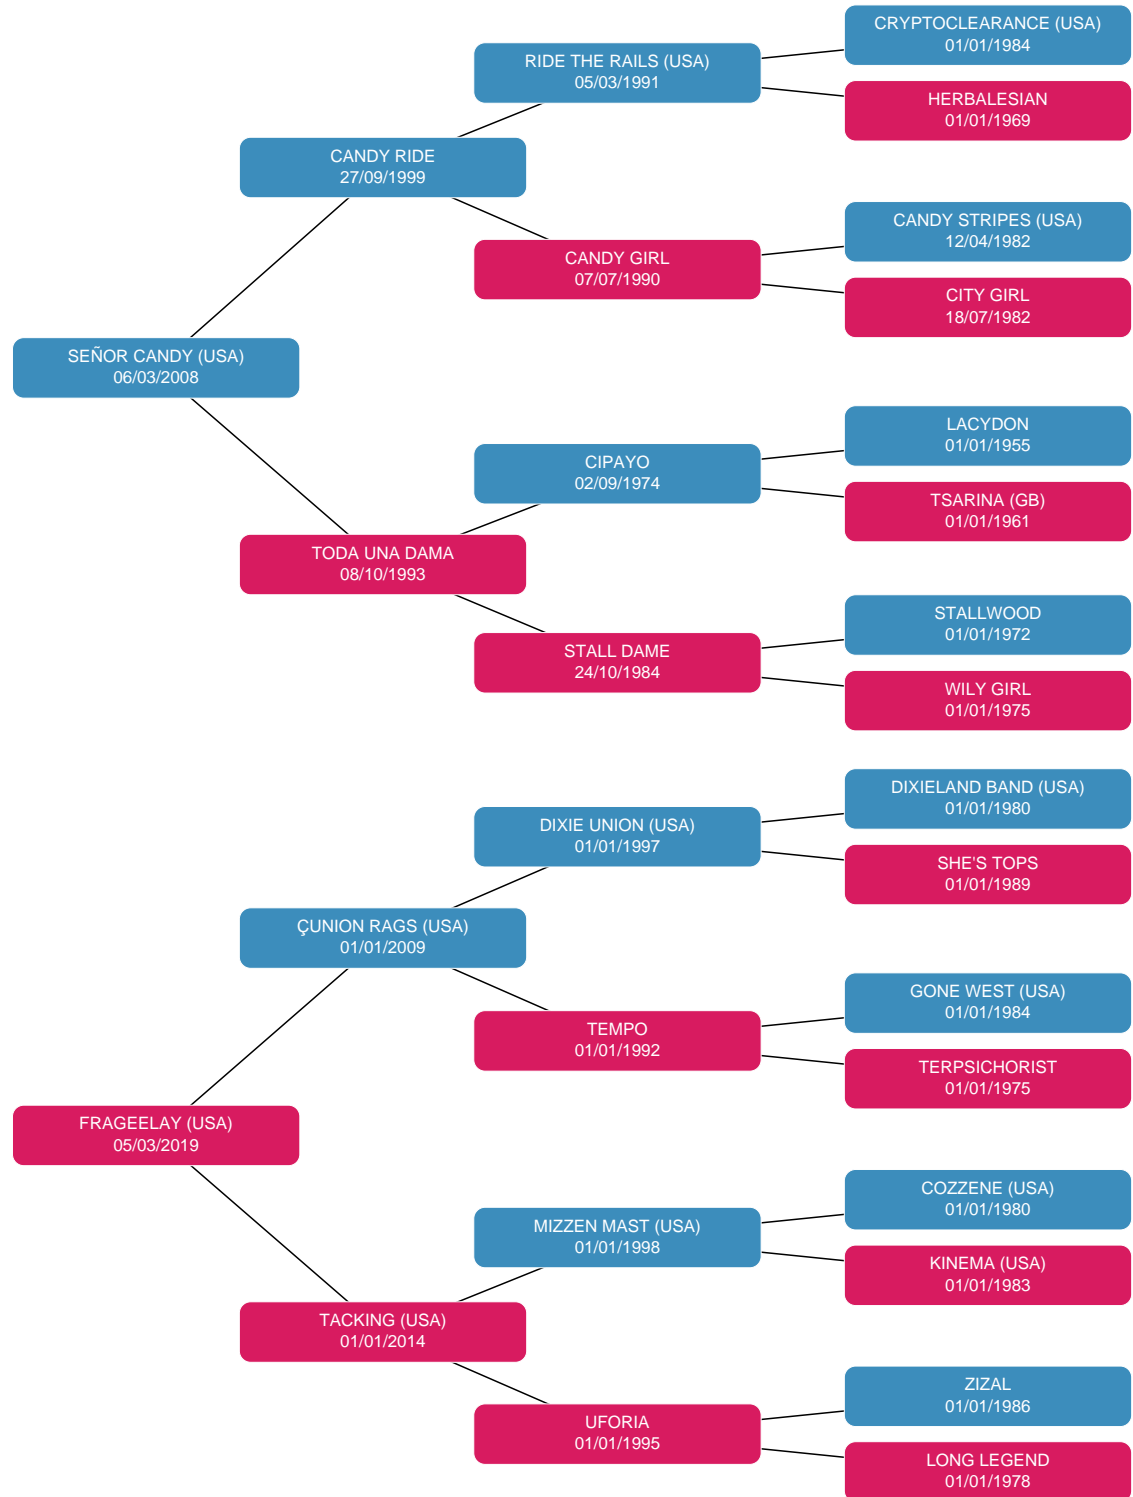 CRYPTOCLEARANCE (USA)
01/01/1984
RIDE THE RAILS (USA)
05/03/1991
HERBALESIAN
01/01/1969
CANDY RIDE
27/09/1999
CANDY STRIPES (USA)
12/04/1982
CANDY GIRL
07/07/1990
CITY GIRL
18/07/1982
SEÑOR CANDY (USA)
06/03/2008
LACYDON
01/01/1955
CIPAYO
02/09/1974
TSARINA (GB)
01/01/1961
TODA UNA DAMA
08/10/1993
STALLWOOD
01/01/1972
STALL DAME
24/10/1984
WILY GIRL
01/01/1975
DIXIELAND BAND (USA)
01/01/1980
DIXIE UNION (USA)
01/01/1997
SHE'S TOPS
01/01/1989
ÇUNION RAGS (USA)
01/01/2009
GONE WEST (USA)
01/01/1984
TEMPO
01/01/1992
TERPSICHORIST
01/01/1975
FRAGEELAY (USA)
05/03/2019
COZZENE (USA)
01/01/1980
MIZZEN MAST (USA)
01/01/1998
KINEMA (USA)
01/01/1983
TACKING (USA)
01/01/2014
ZIZAL
01/01/1986
UFORIA
01/01/1995
LONG LEGEND
01/01/1978